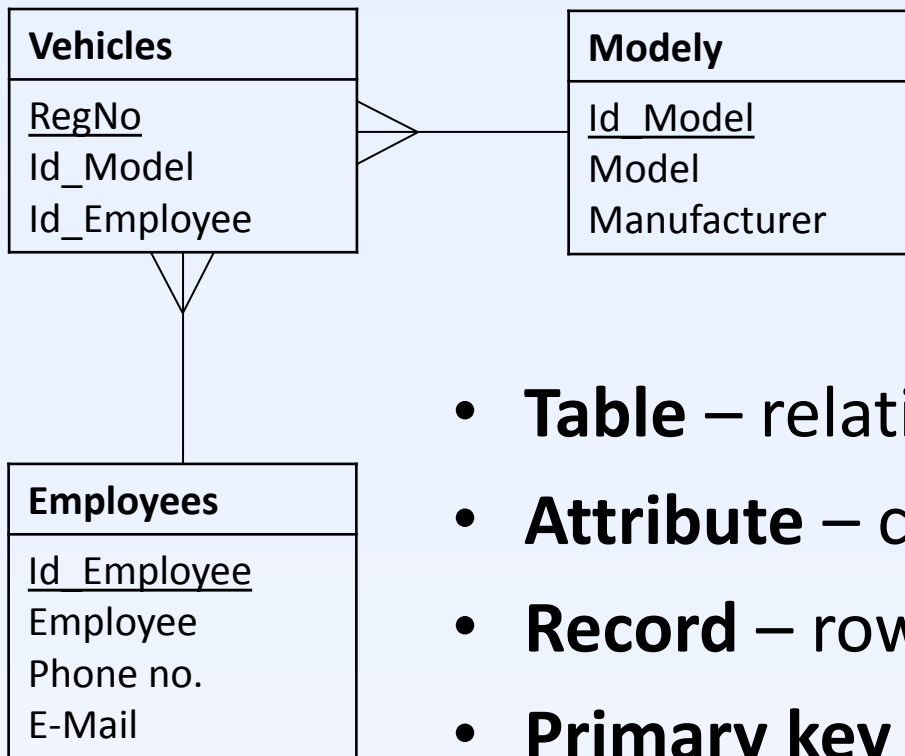 Vehicles
RegNo
Id_Model
Id_Employee
Modely
Id_Model
Model
Manufacturer
Employees
Id_Employee
Employee
Phone no.
E-Mail
• Table –
• Attribute –
• Record – row
• Primary key